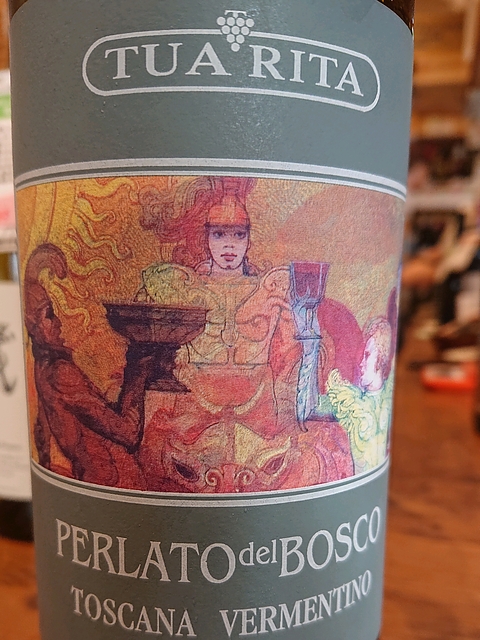 TUA RITA
PERLATO del BOSCO
TOSCANA VERMENTINO